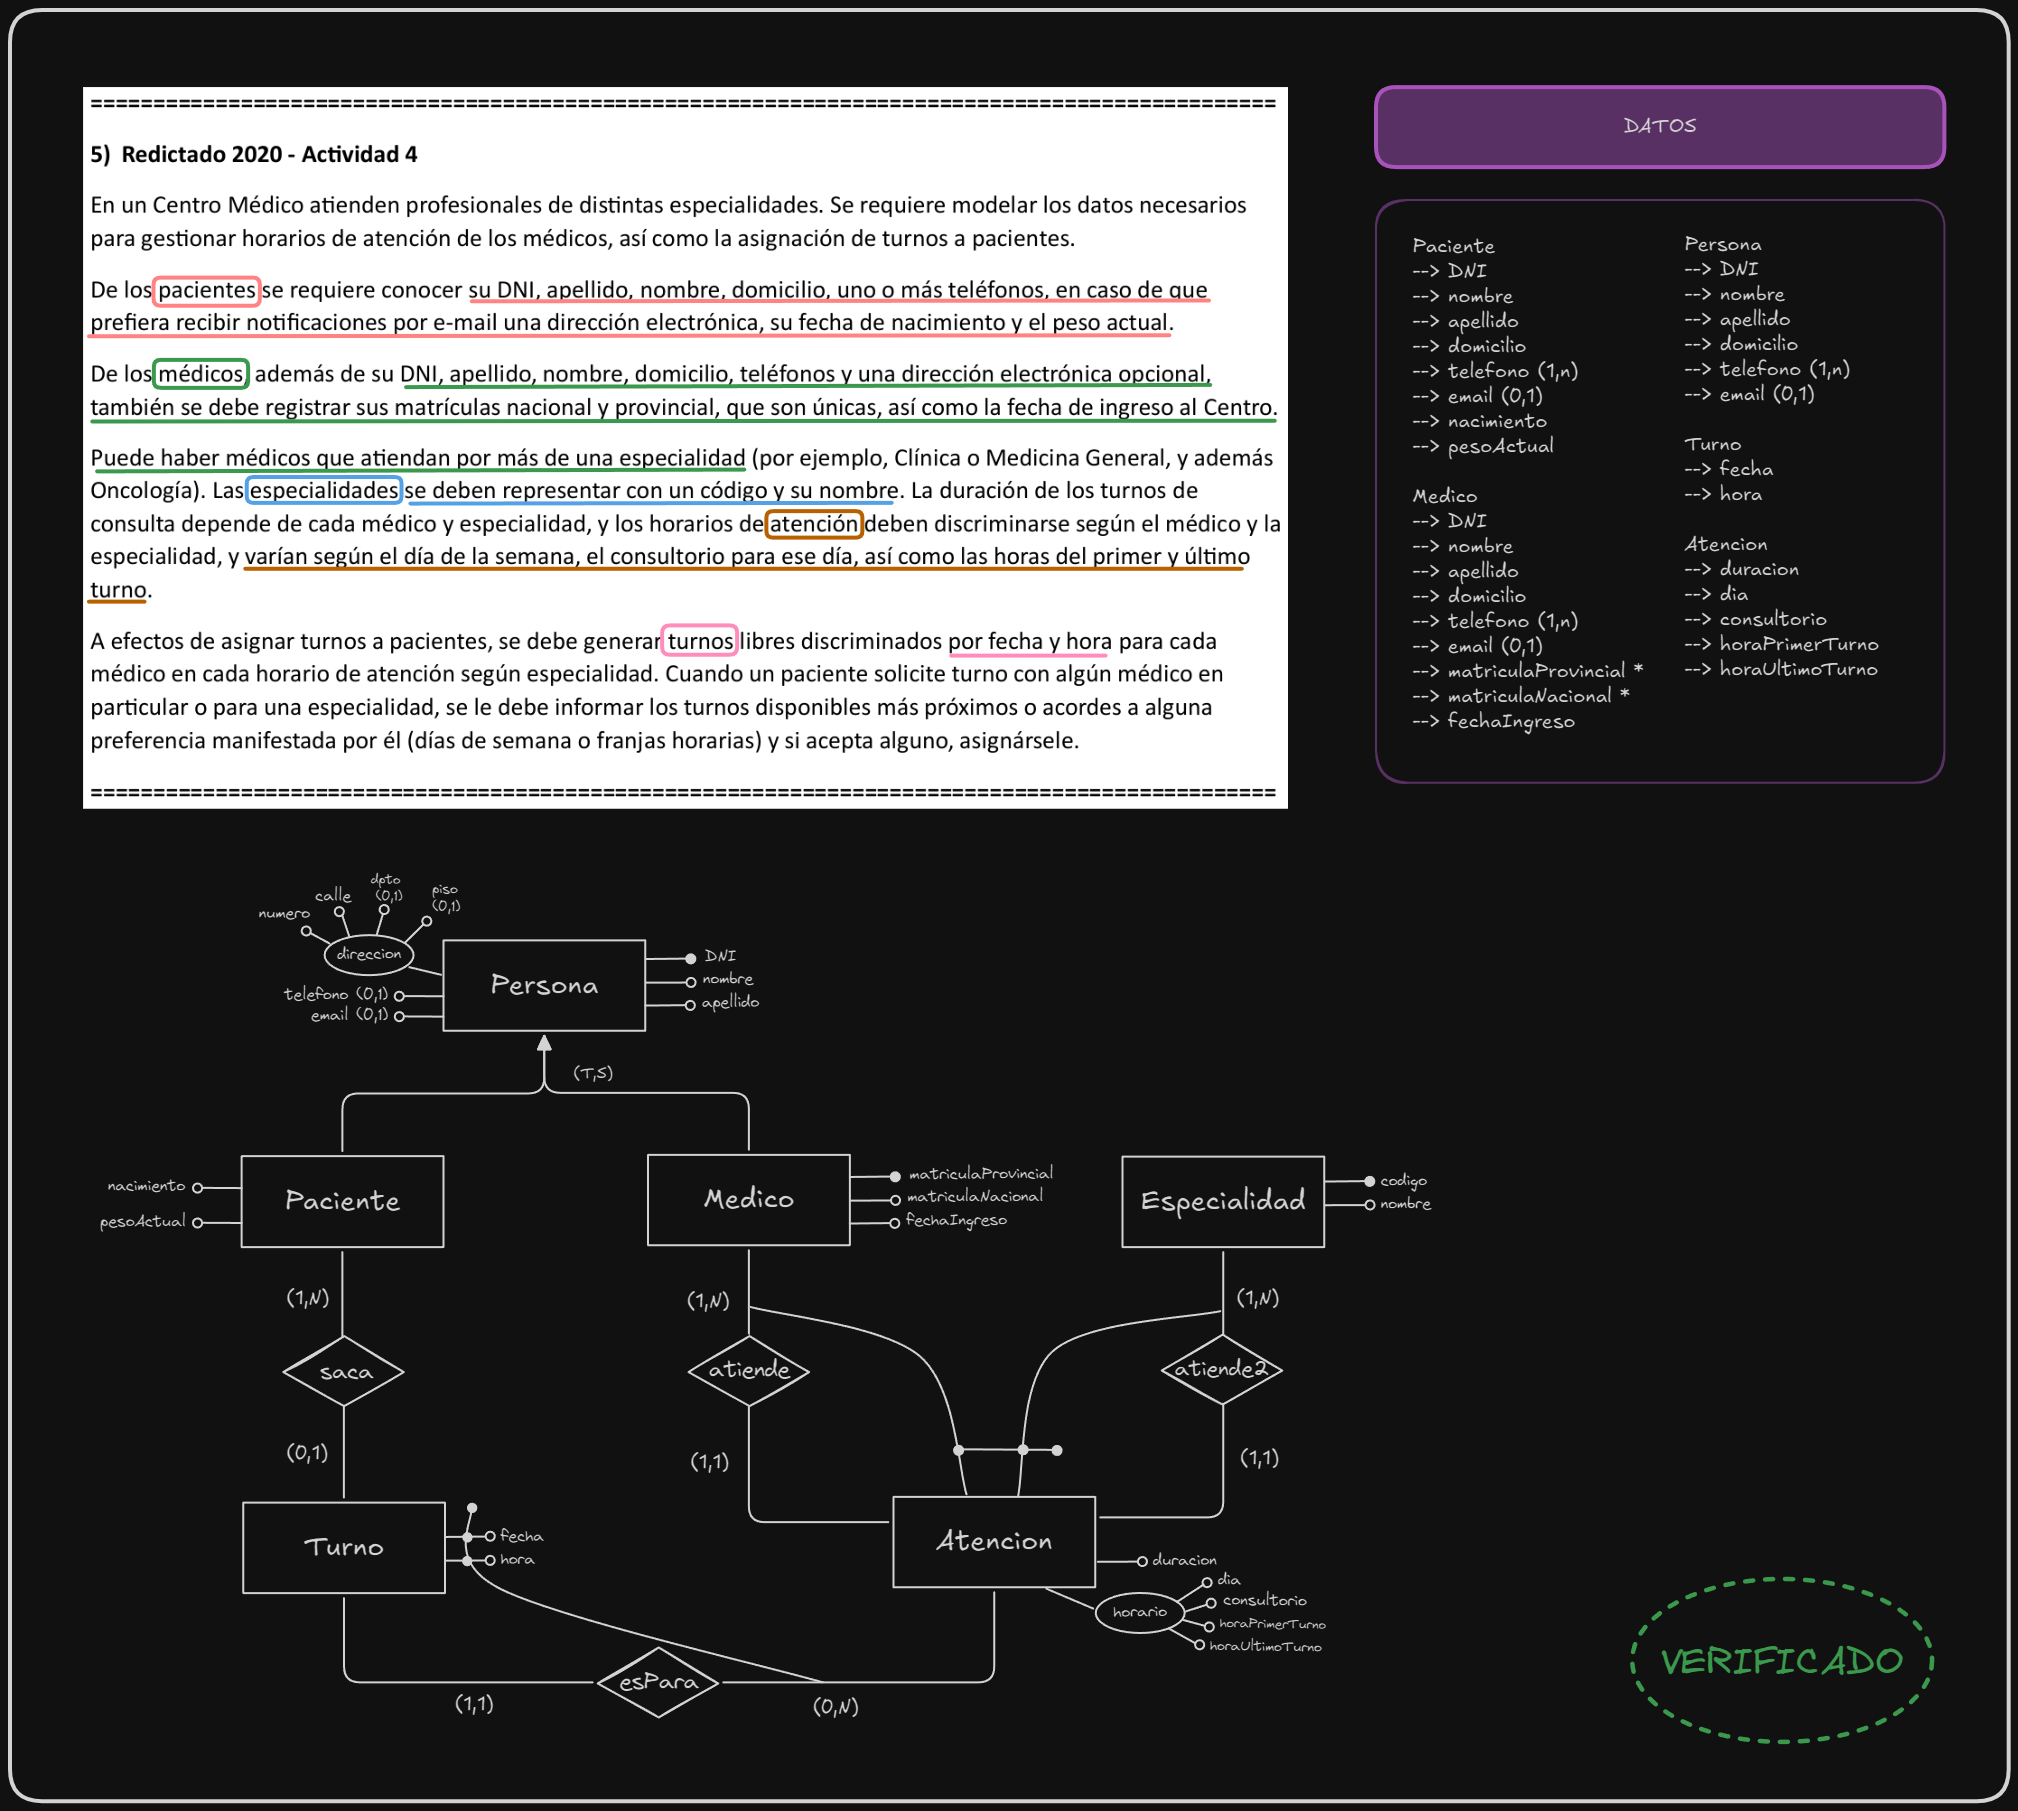 ==============================================================================================
5) Redictado 2020 - Actividad 4
En un Centro Médico atienden profesionales de distintas especialidades. Se requiere modelar los datos necesarios
para gestionar horarios de atención de los médicos, así como la asignación de turnos a pacientes.
De los pacientes se requiere conocer su DNI, apellido, nombre, domicilio, uno o más teléfonos, en caso de que
prefiera recibir notificaciones por e-mail una dirección electrónica, su fecha de nacimiento y el peso actual.
De los médicos, además de su DNI, apellido, nombre, domicilio, teléfonos y una dirección electrónica opcional,
también se debe registrar sus matrículas nacional y provincial, que son únicas, así como la fecha de ingreso al Centro.
Puede haber médicos que atiendan por más de una especialidad (por ejemplo, Clínica o Medicina General, y además
Oncología). Las especialidades se deben representar con un código y su nombre. La duración de los turnos de
consulta depende de cada médico y especialidad, y los horarios de atención deben discriminarse según el médico y la
especialidad, y varían según el día de la semana, el consultorio para ese día, así como las horas del primer y último
turno.
A efectos de asignar turnos a pacientes, se debe generar turnos libres discriminados por fecha y hora para cada
médico en cada horario de atención según especialidad. Cuando un paciente solicite turno con algún médico en
particular o para una especialidad, se le debe informar los turnos disponibles más próximos o acordes a alguna
preferencia manifestada por él (días de semana o franjas horarias) y si acepta alguno, asignársele.
==============================================================================================
DATOS
Paciente
--> DNI
--> nombre
--> apellido
--> domicilio
--> telefono (1,n)
--> email (0,1)
--> nacimiento
--> pesoActual
Medico
--> DNI
--> nombre
--> apellido
--> domicilio
--> telefono (1,n)
--> email (0,1)
--> matriculaProvincial *
--> matriculaNacional *
--> fechaIngreso
Persona
--> DNI
--> nombre
--> apellido
--> domicilio
--> telefono (1,n)
--> email (0,1)
Turno
--> fecha
--> hora
Atencion
--> duracion
--> dia
--> consultorio
--> horaPrimerTurno
--> horaUltimoTurno
numero
calle
dpto
(0,1)
piso
(0,1)
direccion
telefono (0,1)
email (0,1)
Persona
DNI
nombre
apellido
(T,S)
nacimiento
pesoActual
Paciente
Medico
matriculaProvincial
matriculaNacional
fechaIngreso
Especialidad
codigo
nombre
(1,N)
(1,N)
(1,N)
saca
atiende
atiende2
(0,1)
(1,1)
(1,1)
Turno
fecha
hora
Atencion
duracion
horario
dia
consultorio
horaPrimerTurno
horaUltimoTurno
esPara
(1,1)
(0,N)
VERIFICADO